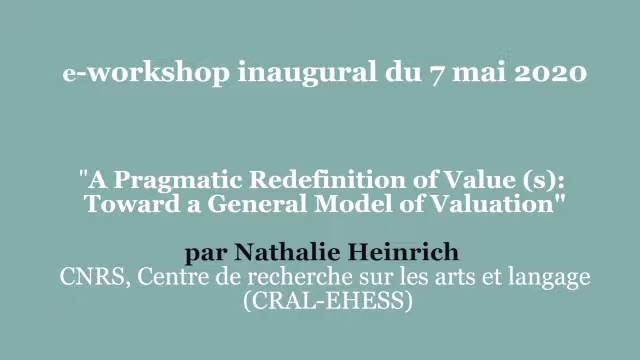 e-workshop inaugural du 7 mai 2020
"A Pragmatic Redefinition of Value (s):
Toward a General Model of Valuation"
par Nathalie Heinrich
CNRS, Centre de recherche sur les arts et langage
(CRAL-EHESS)